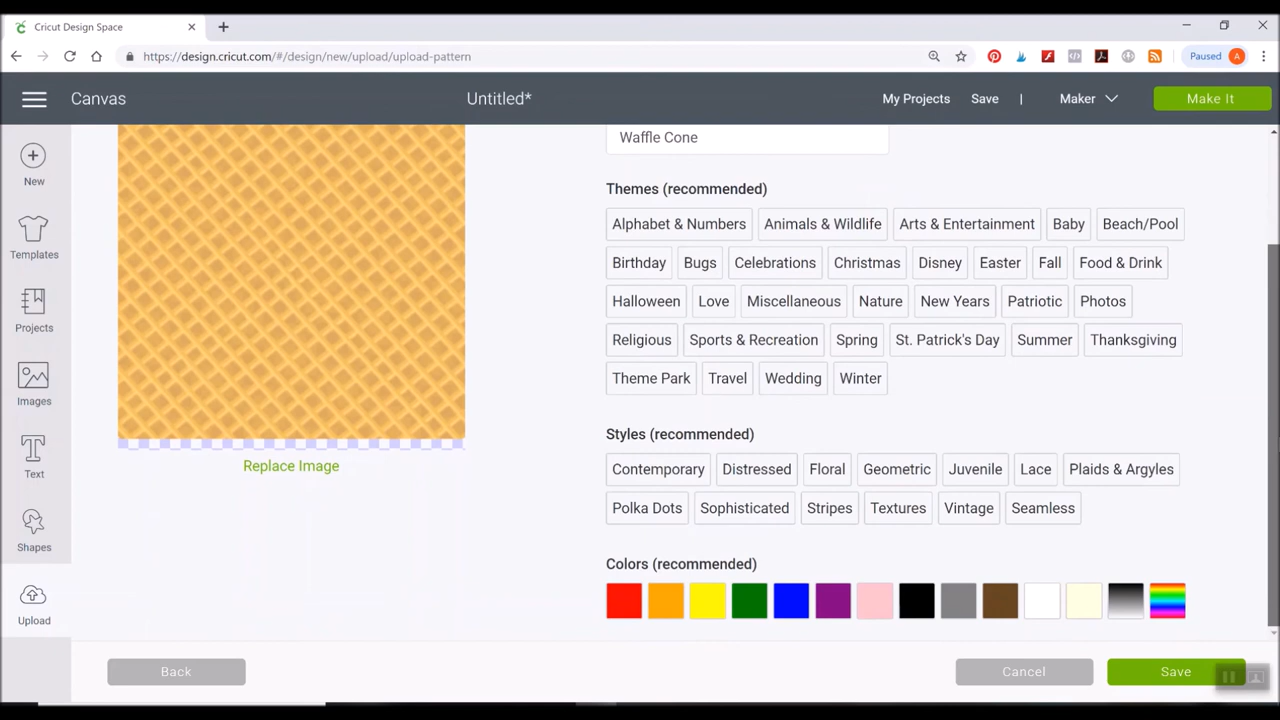 Cricut Design Space
https://design.cricut.com/#/design/new/upload/upload-pattern
Paused A
Canvas
Untitled*
My Projects Save | Maker Make It
New
Templates
Projects
Images
Text
Shapes
Upload
Waffle Cone
Themes (recommended)
Alphabet & Numbers Animals & Wildlife Arts & Entertainment Baby Beach/Pool
Birthday Bugs Celebrations Christmas Disney Easter Fall Food & Drink
Halloween Love Miscellaneous Nature New Years Patriotic Photos
Religious Sports & Recreation Spring St. Patrick's Day Summer Thanksgiving
Theme Park Travel Wedding Winter
Replace Image
Styles (recommended)
Contemporary Distressed Floral Geometric Juvenile Lace Plaids & Argyles
Polka Dots Sophisticated Stripes Textures Vintage Seamless
Colors (recommended)
Back Cancel Save